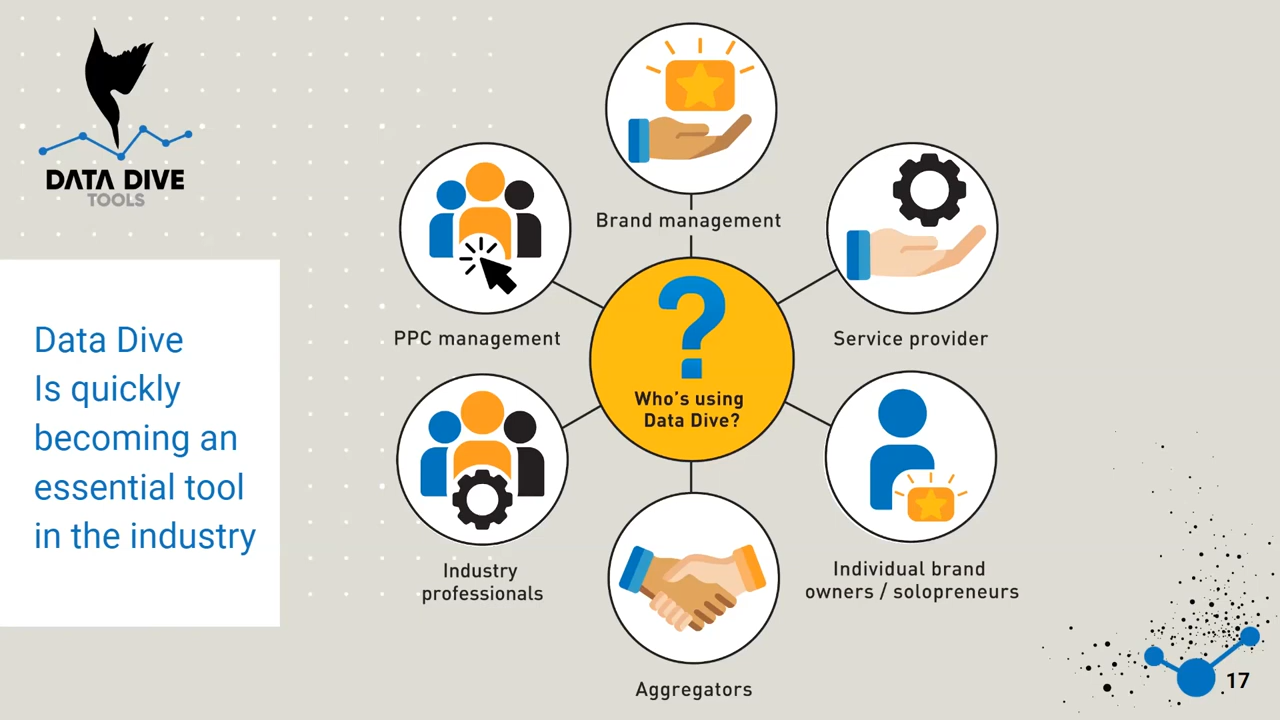 DATA DIVE
TOOLS
Data Dive
Is quickly
becoming an
essential tool
in the industry
Brand management
PPC management
Service provider
Who's using
Data Dive?
Industry
professionals
Individual brand
owners / solopreneurs
Aggregators
17